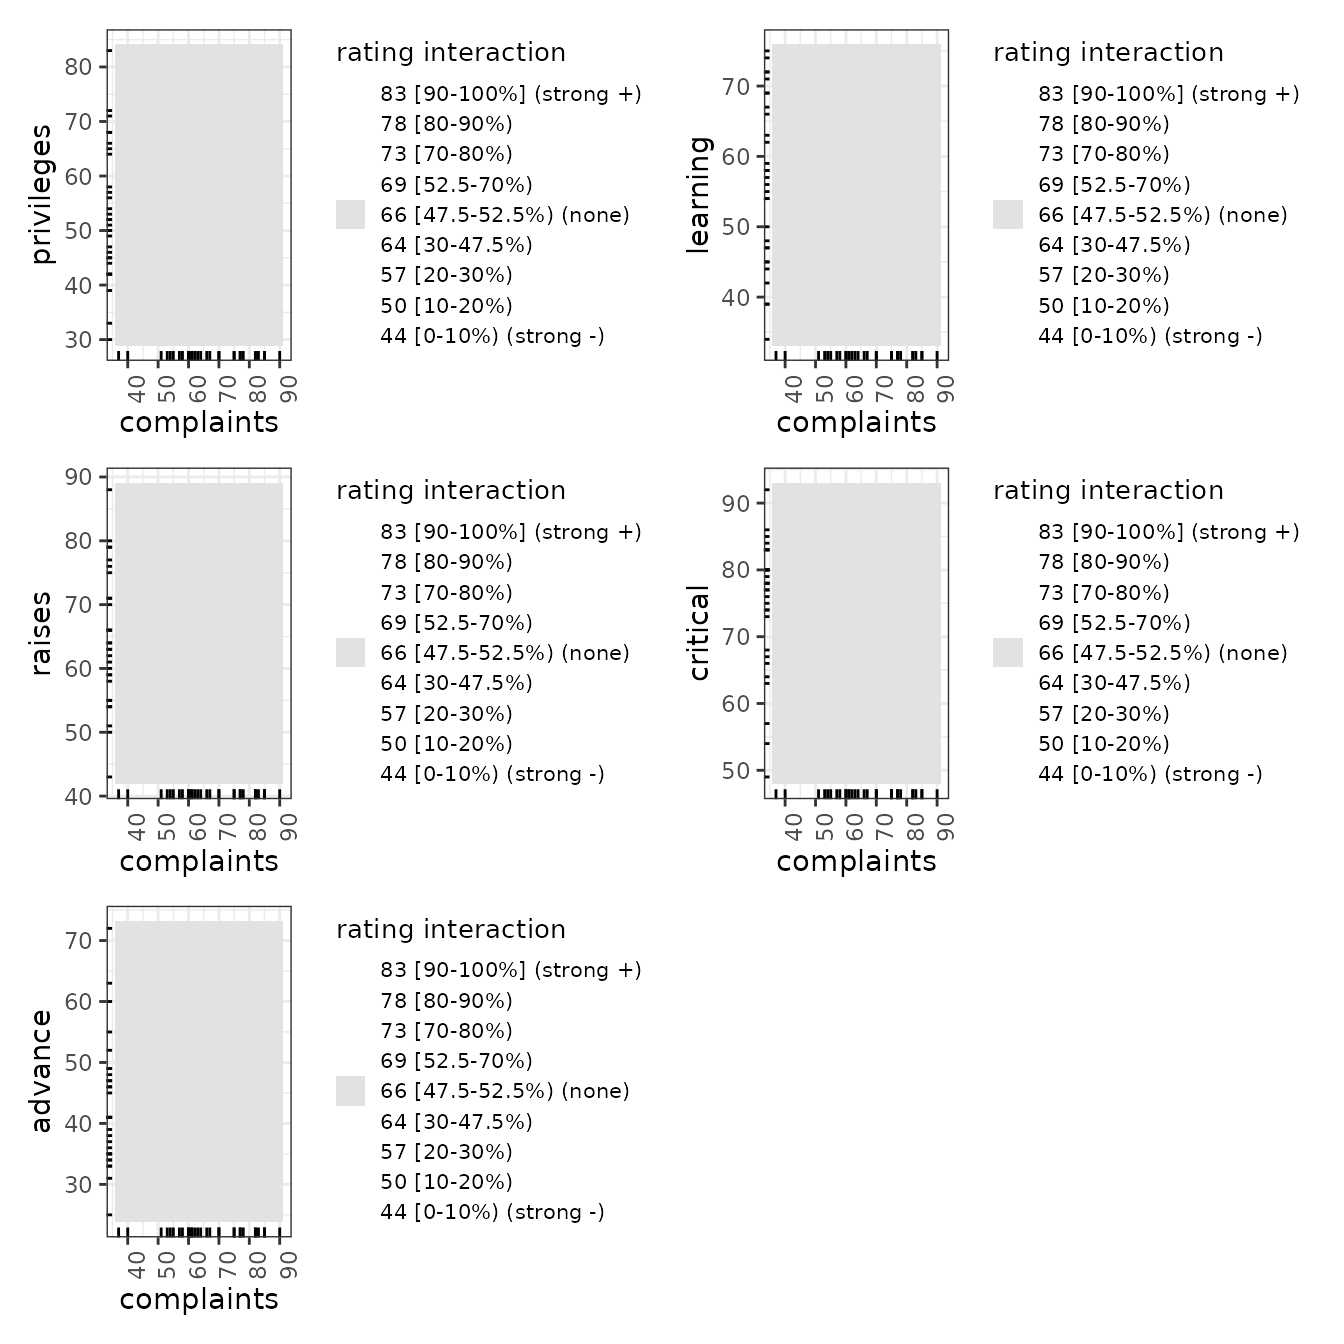 privileges
80
70
60
50
40
30
40 50 60 70 80 90
complaints
rating interaction
83 [90-100%] (strong +)
78 [80-90%)
73 [70-80%)
69 [52.5-70%)
66 [47.5-52.5%) (none)
64 [30-47.5%)
57 [20-30%)
50 [10-20%)
44 [0-10%) (strong -)
learning
70
60
50
40
40 50 60 70 80 90
complaints
rating interaction
83 [90-100%] (strong +)
78 [80-90%)
73 [70-80%)
69 [52.5-70%)
66 [47.5-52.5%) (none)
64 [30-47.5%)
57 [20-30%)
50 [10-20%)
44 [0-10%) (strong -)
raises
90
80
70
60
50
40
40 50 60 70 80 90
complaints
rating interaction
83 [90-100%] (strong +)
78 [80-90%)
73 [70-80%)
69 [52.5-70%)
66 [47.5-52.5%) (none)
64 [30-47.5%)
57 [20-30%)
50 [10-20%)
44 [0-10%) (strong -)
critical
90
80
70
60
50
40 50 60 70 80 90
complaints
rating interaction
83 [90-100%] (strong +)
78 [80-90%)
73 [70-80%)
69 [52.5-70%)
66 [47.5-52.5%) (none)
64 [30-47.5%)
57 [20-30%)
50 [10-20%)
44 [0-10%) (strong -)
advance
70
60
50
40
30
40 50 60 70 80 90
complaints
rating interaction
83 [90-100%] (strong +)
78 [80-90%)
73 [70-80%)
69 [52.5-70%)
66 [47.5-52.5%) (none)
64 [30-47.5%)
57 [20-30%)
50 [10-20%)
44 [0-10%) (strong -)